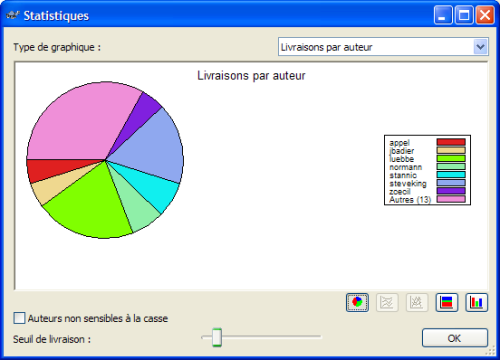 Statistiques
Type de graphique :
Livraisons par auteur
Livraisons par auteur
appel
jbadier
luebbe
normann
stannic
steveking
zoecil
Autres (13)
Auteurs non sensibles à la casse
Seuil de livraison :
OK